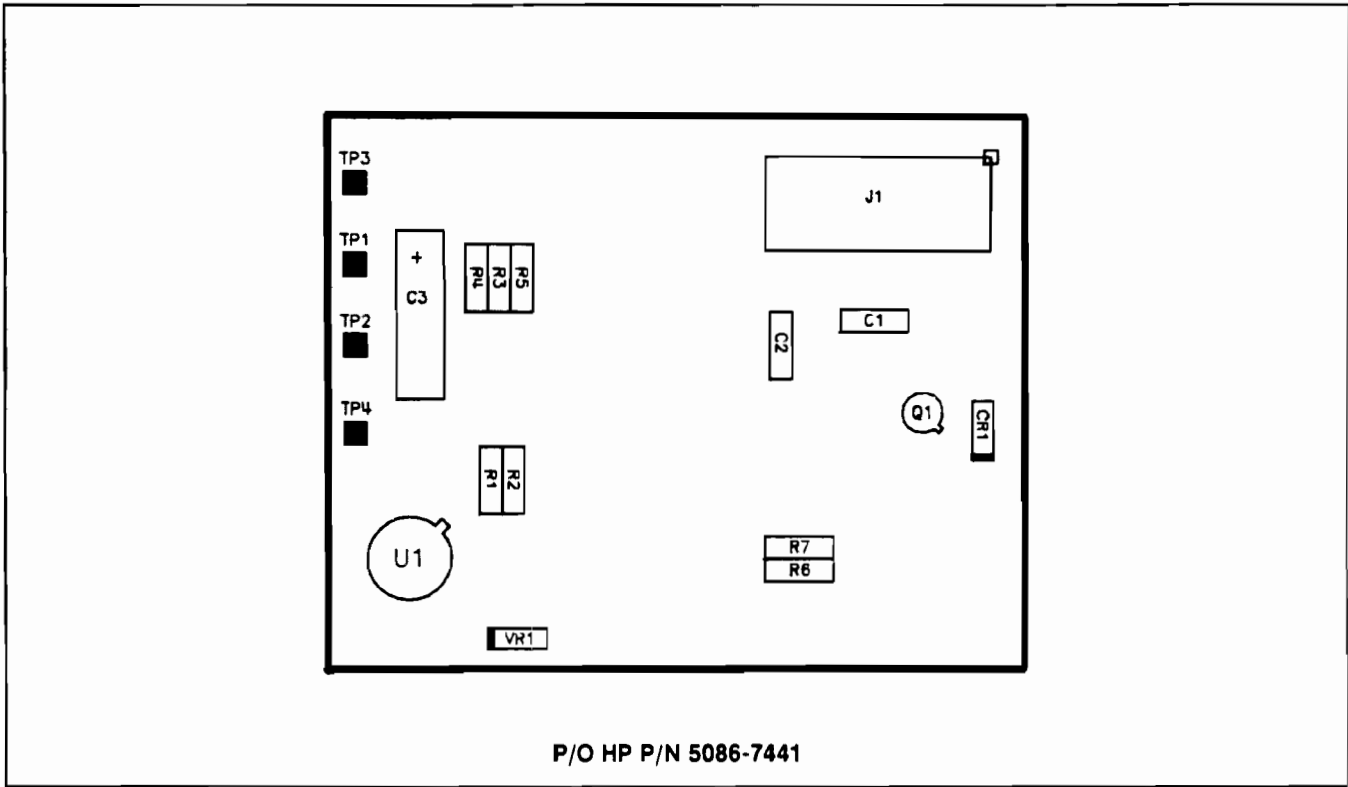 TP3
J1
TP1
+
C3
R4
R3
R5
TP2
C1
C2
TP4
Q1
CR1
R1
R2
U1
R7
R6
VR1
P/O HP P/N 5086-7441